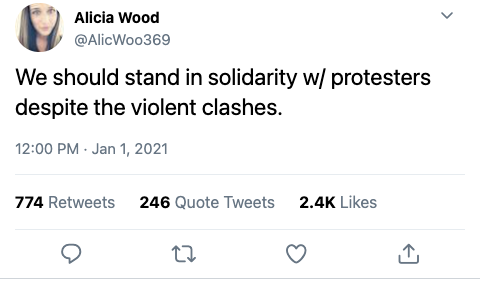 Alicia Wood
@AlicWoo369
We should stand in solidarity w/ protesters
despite the violent clashes.
12:00 PM · Jan 1, 2021
774 Retweets 246 Quote Tweets 2.4K Likes